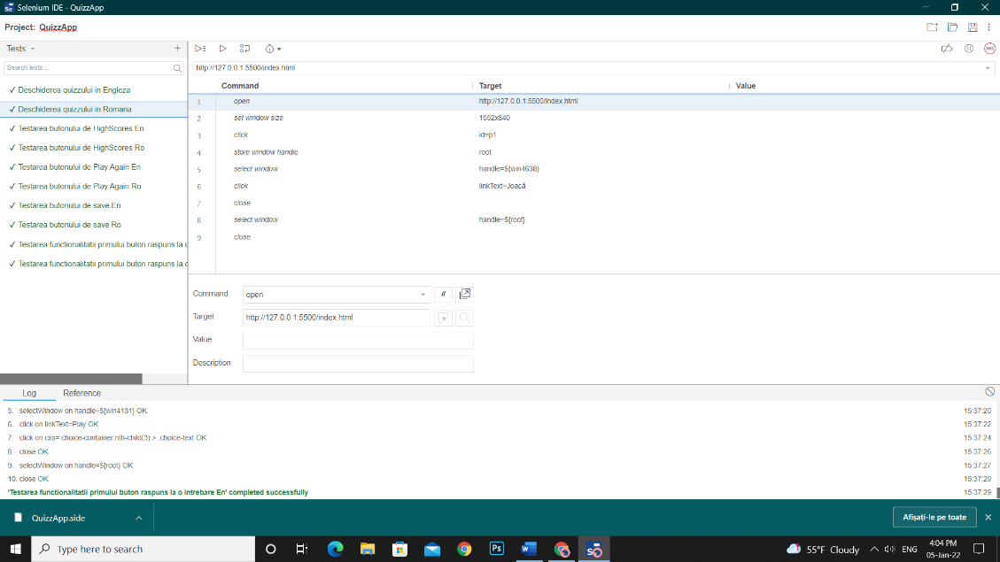 Selenium IDE - QuizzApp
Project: QuizzApp
Tests
Search tests...
✓ Deschiderea quizzului in Engleza
✓ Deschiderea quizzului in Romana
✓ Testarea butonului de HighScores En
✓ Testarea butonului de HighScores Ro
✓ Testarea butonului de Play Again En
✓ Testarea butonului de Play Again Ro
✓ Testarea butonului de save En
✓ Testarea butonului de save Ro
✓ Testarea functionalitatii primului buton raspuns la
✓ Testarea functionalitatii primului buton raspuns la
REC
http://127.0.0.1:5500/index.html
Command Target Value
1 open http://127.0.0.1:5500/index.html
2 set window size 1552x840
3 click id=p1
4 store window handle root
5 select window handle=${win4638}
6 click linkText=Joacă
7 close
8 select window handle=${root}
9 close
Command open //
Target http://127.0.0.1:5500/index.html
Value
Description
Log Reference
5. selectWindow on handle=${win4131} OK 15:37:20
6. click on linkText=Play OK 15:37:22
7. click on css=.choice-container:nth-child(3) > .choice-text OK 15:37:24
8. close OK 15:37:26
9. selectWindow on handle=${root} OK 15:37:27
10. close OK 15:37:29
'Testarea functionalitatii primului buton raspuns la o intrebare En' completed successfully 15:37:29
QuizzApp.side Afișați-le pe toate
Type here to search Ps 55°F Cloudy ENG 4:04 PM
05-Jan-22